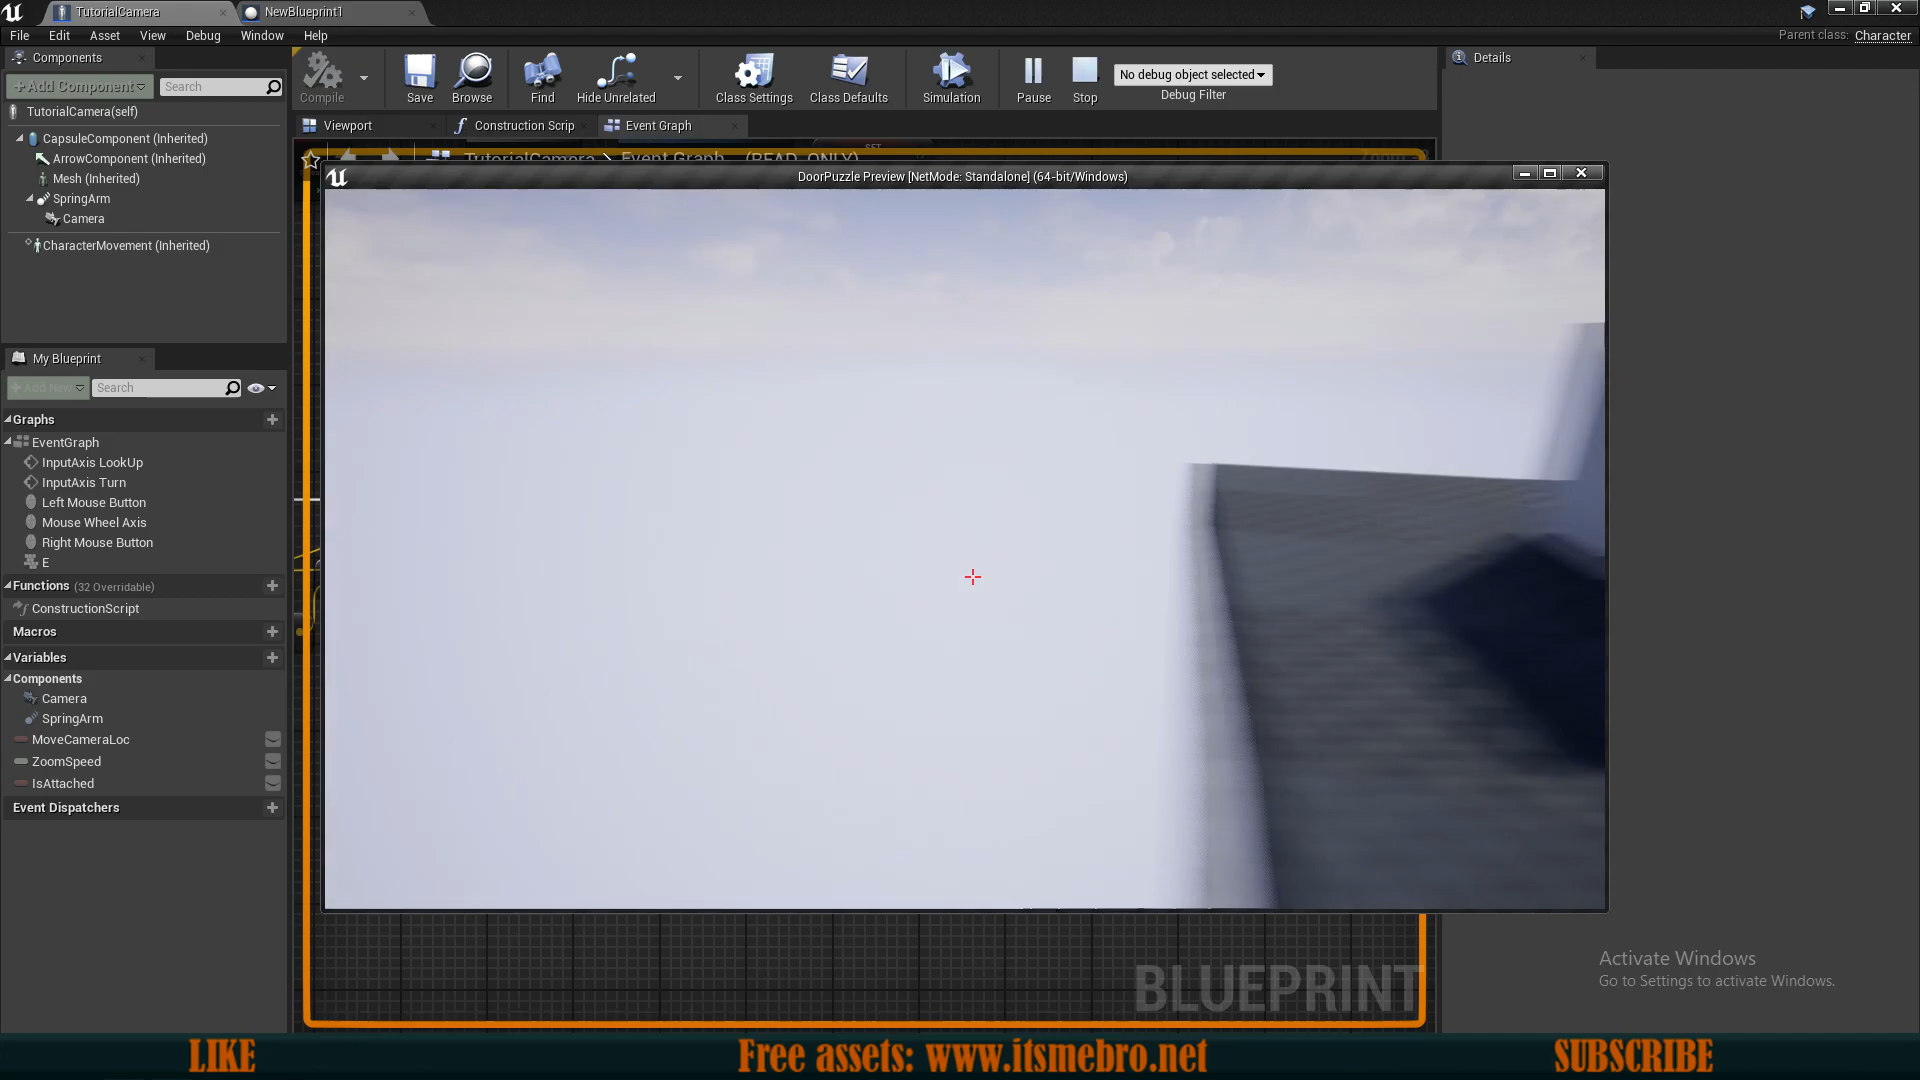 TutorialCamera
NewBlueprint1
File Edit Asset View Debug Window Help
Parent class: Character
Components
+Add Component
Search
TutorialCamera(self)
CapsuleComponent (Inherited)
ArrowComponent (Inherited)
Mesh (Inherited)
SpringArm
Camera
CharacterMovement (Inherited)
My Blueprint
+Add New
Search
Graphs
EventGraph
InputAxis LookUp
InputAxis Turn
Left Mouse Button
Mouse Wheel Axis
Right Mouse Button
E
Functions (32 Overridable)
ConstructionScript
Macros
Variables
Components
Camera
SpringArm
MoveCameraLoc
ZoomSpeed
IsAttached
Event Dispatchers
Compile
Save
Browse
Find
Hide Unrelated
Class Settings
Class Defaults
Simulation
Pause
Stop
No debug object selected
Debug Filter
Viewport
Construction Scrip
Event Graph
TutorialCamera > Event Graph (READ-ONLY)
DoorPuzzle Preview [NetMode: Standalone] (64-bit/Windows)
Details
BLUEPRINT
Activate Windows
Go to Settings to activate Windows.
LIKE
Free assets: www.itsmebro.net
SUBSCRIBE